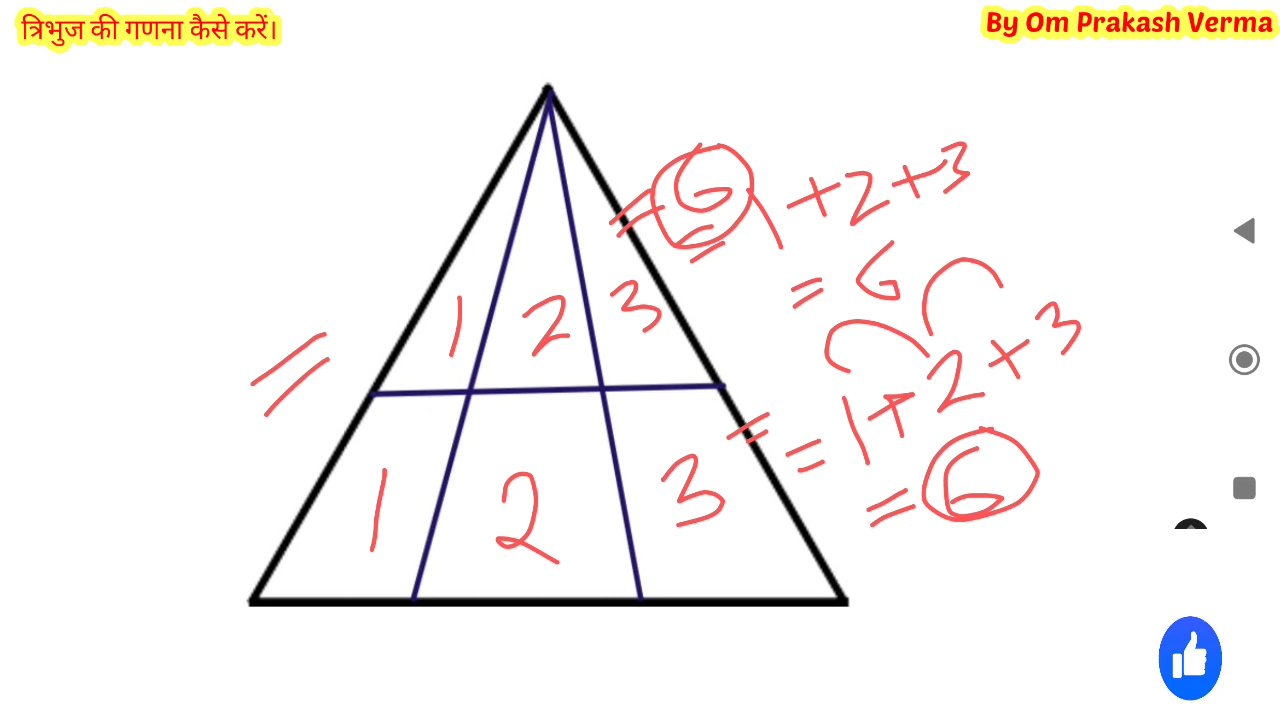 त्रिभुज की गणना कैसे करें।
By Om Prakash Verma
= 6 1 + 2 + 3
= 6
1 2 3
=
1 2 3 = = 1 + 2 + 3
= 6